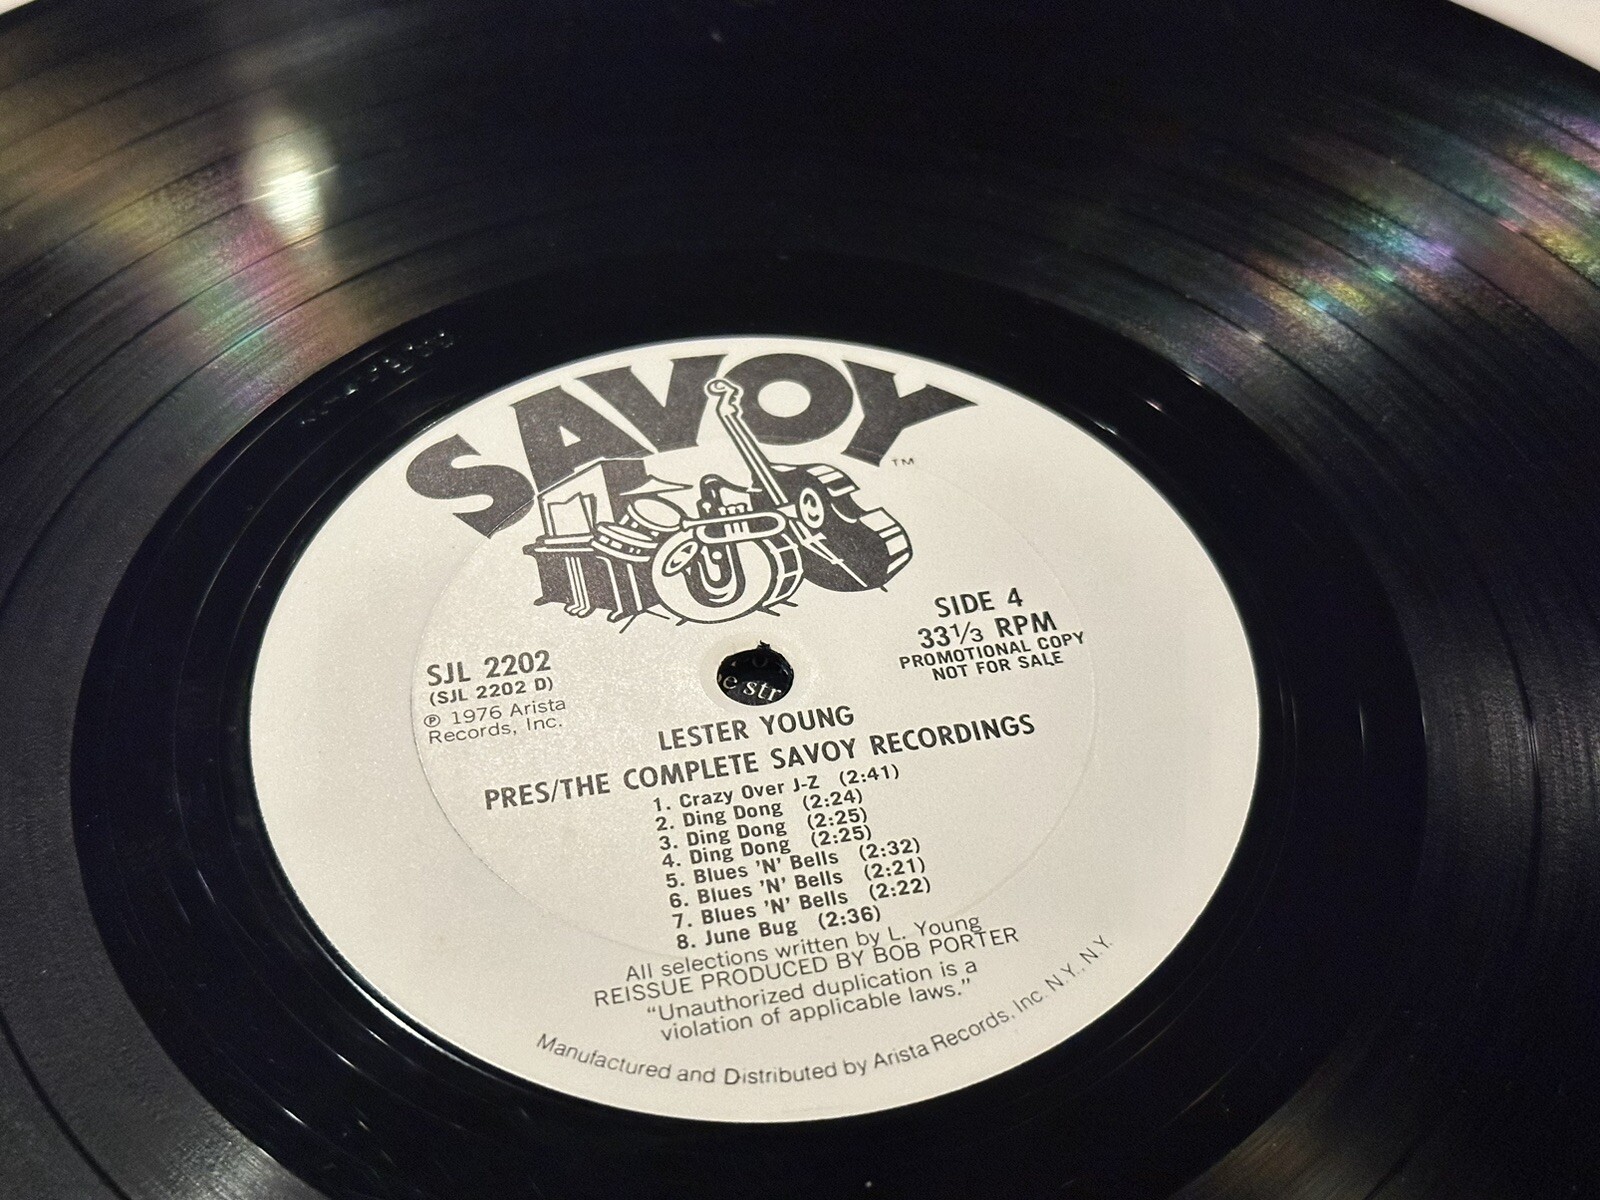 SAVOY™
SIDE 4
33⅓ RPM
PROMOTIONAL COPY
NOT FOR SALE
SJL 2202
(SJL 2202 D)
℗ 1976 Arista
Records, Inc.
e str
LESTER YOUNG
PRES/THE COMPLETE SAVOY RECORDINGS
1. Crazy Over J-Z (2:41)
2. Ding Dong (2:24)
3. Ding Dong (2:25)
4. Ding Dong (2:25)
5. Blues 'N' Bells (2:32)
6. Blues 'N' Bells (2:21)
7. Blues 'N' Bells (2:22)
8. June Bug (2:36)
All selections written by L. Young
REISSUE PRODUCED BY BOB PORTER
"Unauthorized duplication is a
violation of applicable laws."
Manufactured and Distributed by Arista Records, Inc. N.Y., N.Y.